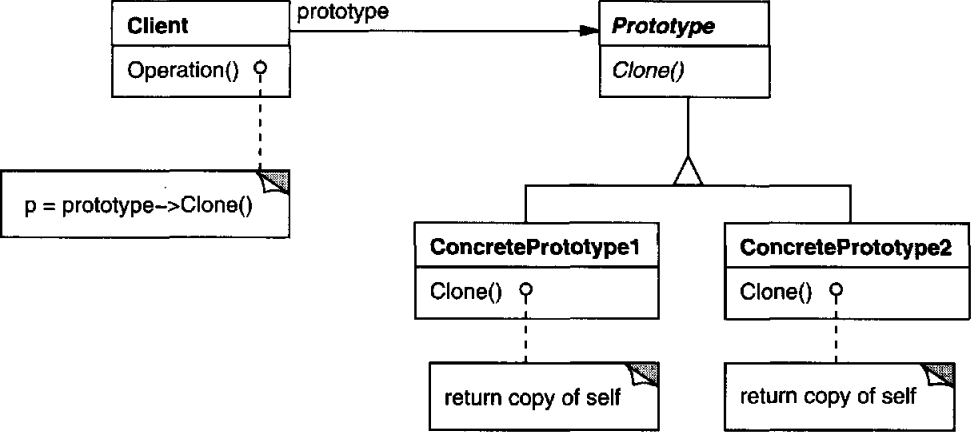 prototype
Client
Prototype
Operation()
Clone()
p = prototype->Clone()
ConcretePrototype1
ConcretePrototype2
Clone()
Clone()
return copy of self
return copy of self